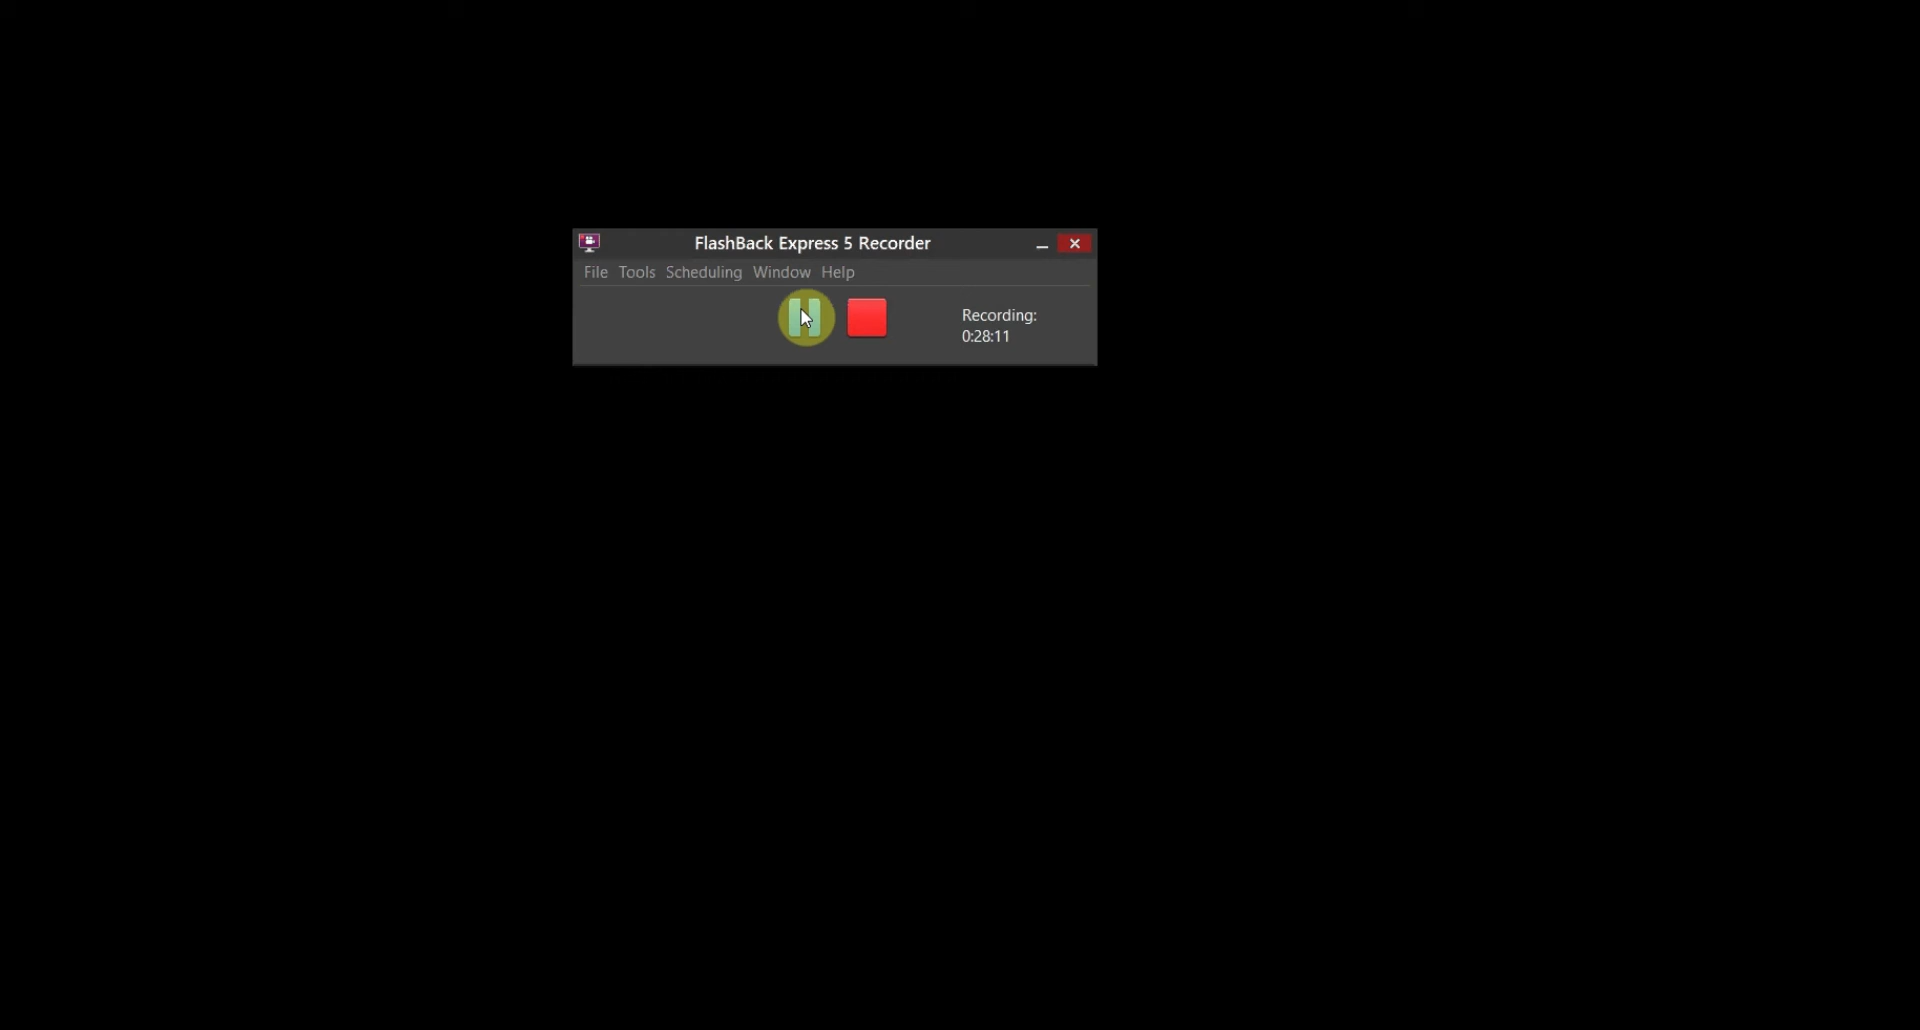 FlashBack Express 5 Recorder
File Tools Scheduling Window Help
Recording:
0:28:11